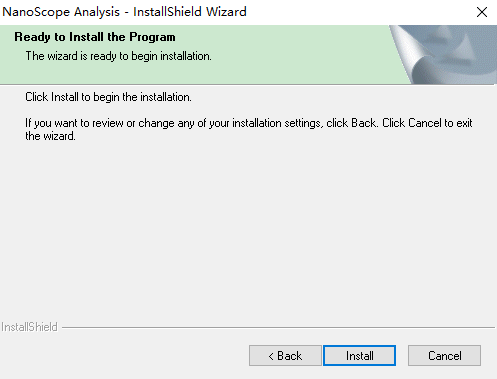 NanoScope Analysis - InstallShield Wizard
Ready to Install the Program
The wizard is ready to begin installation.
Click Install to begin the installation.
If you want to review or change any of your installation settings, click Back. Click Cancel to exit
the wizard.
InstallShield
< Back
Install
Cancel